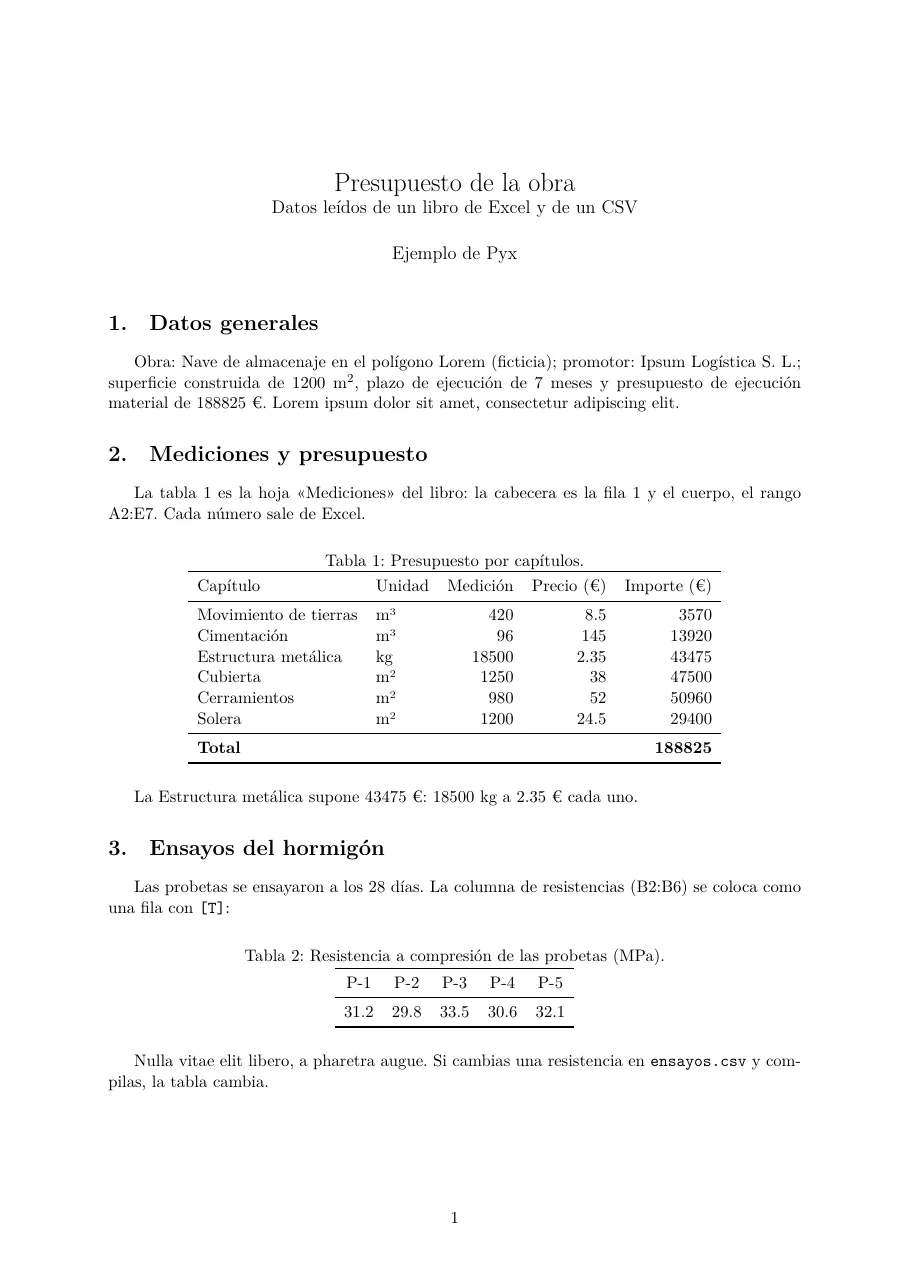 Presupuesto de la obra
Datos leídos de un libro de Excel y de un CSV
Ejemplo de Pyx
1. Datos generales
Obra: Nave de almacenaje en el polígono Lorem (ficticia); promotor: Ipsum Logística S. L.;
superficie construida de 1200 m², plazo de ejecución de 7 meses y presupuesto de ejecución
material de 188825 €. Lorem ipsum dolor sit amet, consectetur adipiscing elit.
2. Mediciones y presupuesto
La tabla 1 es la hoja «Mediciones» del libro: la cabecera es la fila 1 y el cuerpo, el rango
A2:E7. Cada número sale de Excel.
Tabla 1: Presupuesto por capítulos.
Capítulo Unidad Medición Precio (€) Importe (€)
Movimiento de tierras m³ 420 8.5 3570
Cimentación m³ 96 145 13920
Estructura metálica kg 18500 2.35 43475
Cubierta m² 1250 38 47500
Cerramientos m² 980 52 50960
Solera m² 1200 24.5 29400
Total 188825
La Estructura metálica supone 43475 €: 18500 kg a 2.35 € cada uno.
3. Ensayos del hormigón
Las probetas se ensayaron a los 28 días. La columna de resistencias (B2:B6) se coloca como
una fila con [T]:
Tabla 2: Resistencia a compresión de las probetas (MPa).
P-1 P-2 P-3 P-4 P-5
31.2 29.8 33.5 30.6 32.1
Nulla vitae elit libero, a pharetra augue. Si cambias una resistencia en ensayos.csv y com-
pilas, la tabla cambia.
1